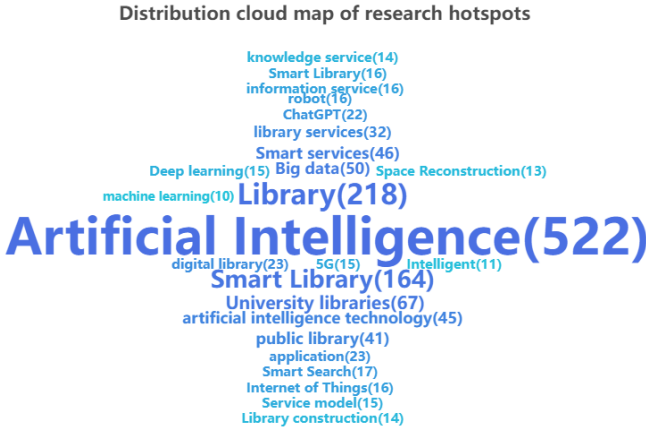 Distribution cloud map of research hotspots
knowledge service(14)
Smart Library(16)
information service(16)
robot(16)
ChatGPT(22)
library services(32)
Smart services(46)
Deep learning(15) Big data(50) Space Reconstruction(13)
machine learning(10) Library(218)
Artificial Intelligence(522)
digital library(23) 5G(15) Intelligent(11)
Smart Library(164)
University libraries(67)
artificial intelligence technology(45)
public library(41)
application(23)
Smart Search(17)
Internet of Things(16)
Service model(15)
Library construction(14)